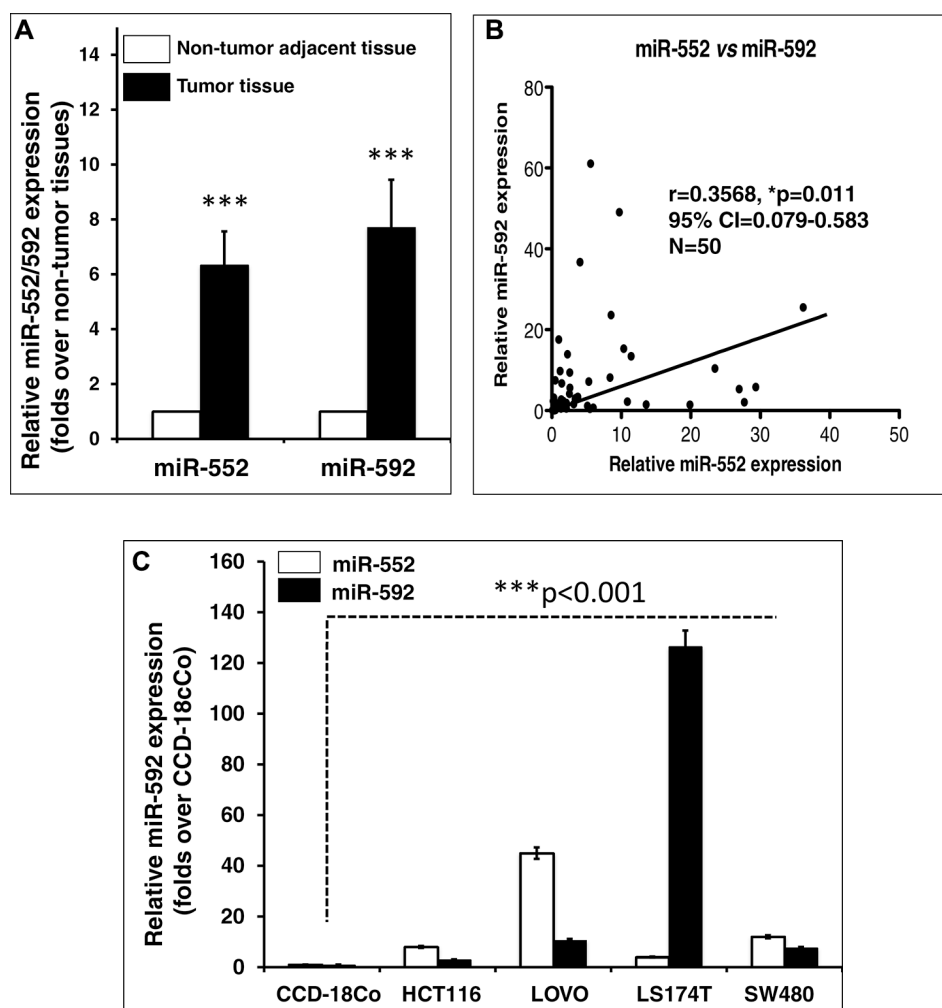 A
Relative miR-552/592 expression
(folds over non-tumor tissues)
14
12
10
8
6
4
2
0
Non-tumor adjacent tissue
Tumor tissue
***
***
miR-552
miR-592
B
miR-552 vs miR-592
Relative miR-592 expression
80
60
40
20
0
r=0.3568, *p=0.011
95% CI=0.079-0.583
N=50
0
10
20
30
40
50
Relative miR-552 expression
C
Relative miR-592 expression
(folds over CCD-18cCo)
160
140
120
100
80
60
40
20
0
miR-552
miR-592
***p<0.001
CCD-18Co
HCT116
LOVO
LS174T
SW480